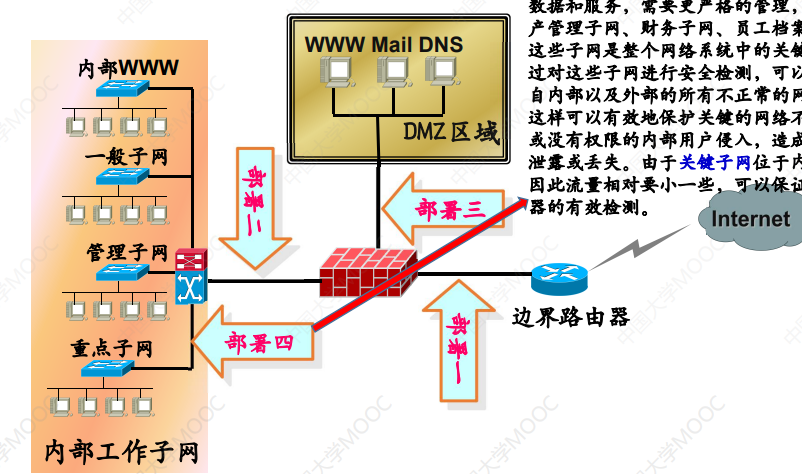 数据和服务，需要更严格的管理，
产管理子网、财务子网、员工档案
这些子网是整个网络系统中的关键
过对这些子网进行安全检测，可以
自内部以及外部的所有不正常的网
这样可以有效地保护关键的网络不
或没有权限的内部用户侵入，造成
泄露或丢失。由于关键子网位于内
因此流量相对要小一些，可以保证
器的有效检测。
WWW Mail DNS
DMZ区域
内部WWW
一般子网
管理子网
重点子网
内部工作子网
部署二
部署三
部署四
部署一
边界路由器
Internet
中国大学MOOC